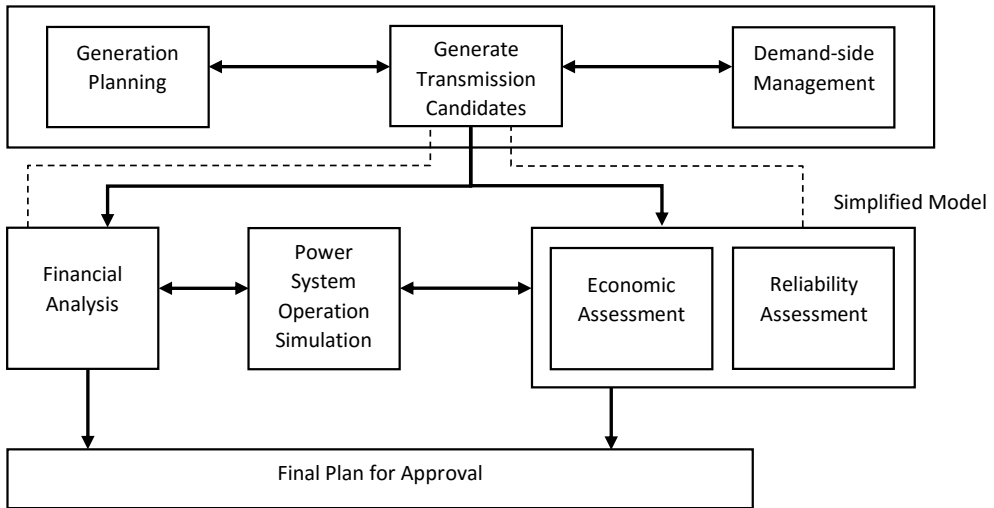 Generation
Planning
Generate
Transmission
Candidates
Demand-side
Management
Simplified Model
Financial
Analysis
Power
System
Operation
Simulation
Economic
Assessment
Reliability
Assessment
Final Plan for Approval